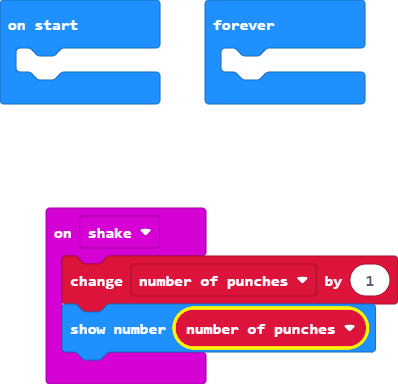 on start
forever
on shake
change number of punches by 1
show number number of punches